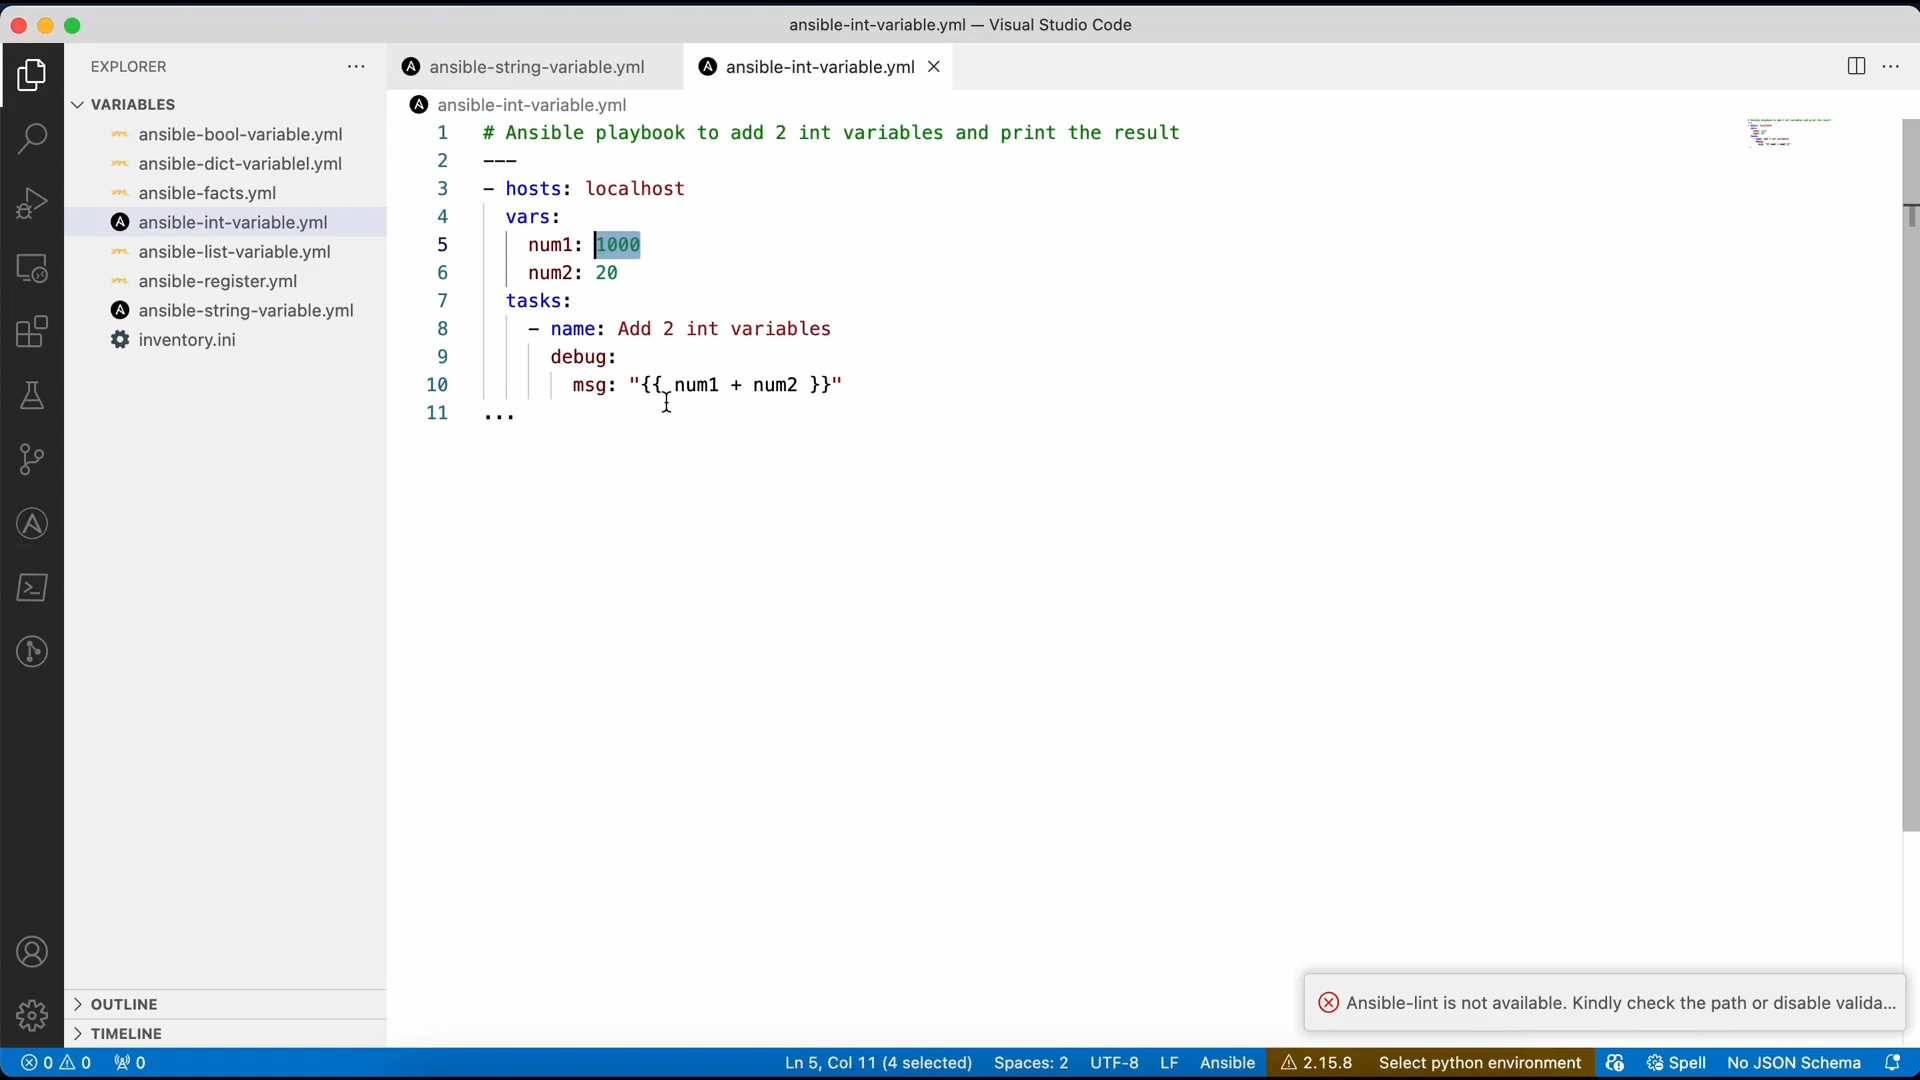 ansible-int-variable.yml — Visual Studio Code
EXPLORER
VARIABLES
ansible-bool-variable.yml
ansible-dict-variablel.yml
ansible-facts.yml
ansible-int-variable.yml
ansible-list-variable.yml
ansible-register.yml
ansible-string-variable.yml
inventory.ini
OUTLINE
TIMELINE
ansible-string-variable.yml
ansible-int-variable.yml
ansible-int-variable.yml
1 # Ansible playbook to add 2 int variables and print the result
2 ---
3 - hosts: localhost
4 vars:
5 num1: 1000
6 num2: 20
7 tasks:
8 - name: Add 2 int variables
9 debug:
10 msg: "{{ num1 + num2 }}"
11 ...
Ansible-lint is not available. Kindly check the path or disable valida...
0 0 0 Ln 5, Col 11 (4 selected) Spaces: 2 UTF-8 LF Ansible 2.15.8 Select python environment Spell No JSON Schema